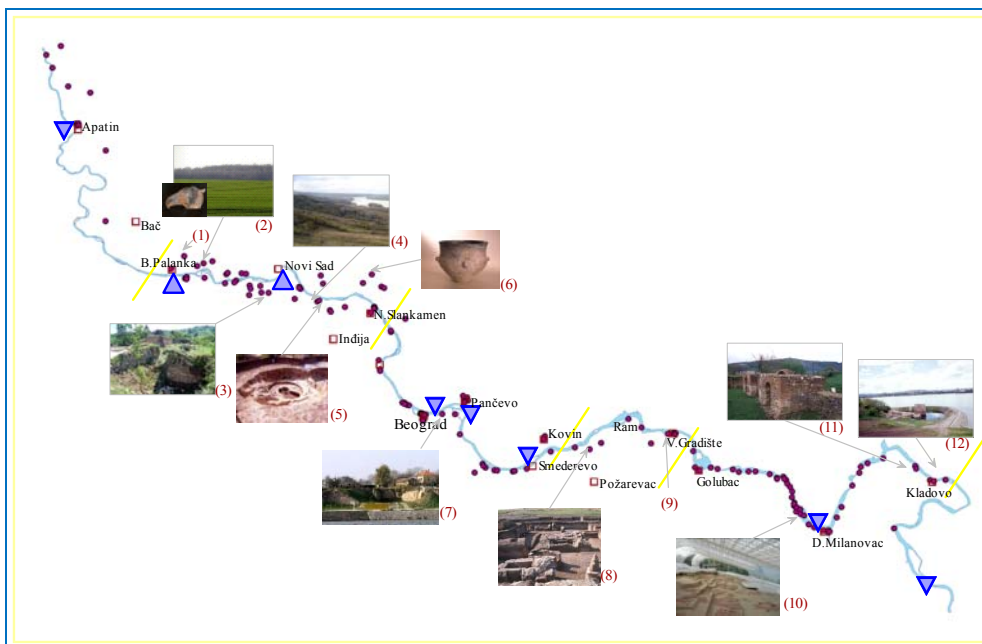 Apatin
Bač
(1)
(2)
(4)
B.Palanka
Novi Sad
(6)
N.Slankamen
Inđija
(3)
(5)
Pančevo
Beograd
(7)
Kovin
Ram
V.Gradište
Smederevo
Požarevac
Golubac
(9)
(8)
(11)
(12)
Kladovo
D.Milanovac
(10)